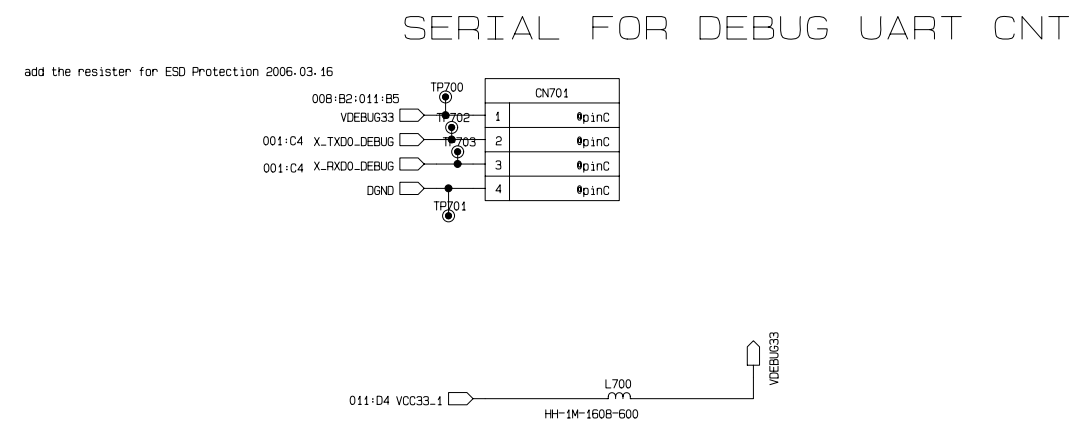 SERIAL FOR DEBUG UART CNT
add the resister for ESD Protection 2006.03.16
TP700
CN701
008:B2;011:B5
VDEBUG33
1
0pinC
TP702
001:C4 X_TXD0_DEBUG
2
0pinC
TP703
001:C4 X_RXD0_DEBUG
3
0pinC
DGND
4
0pinC
TP701
VDEBUG33
L700
011:D4 VCC33_1
HH-1M-1608-600